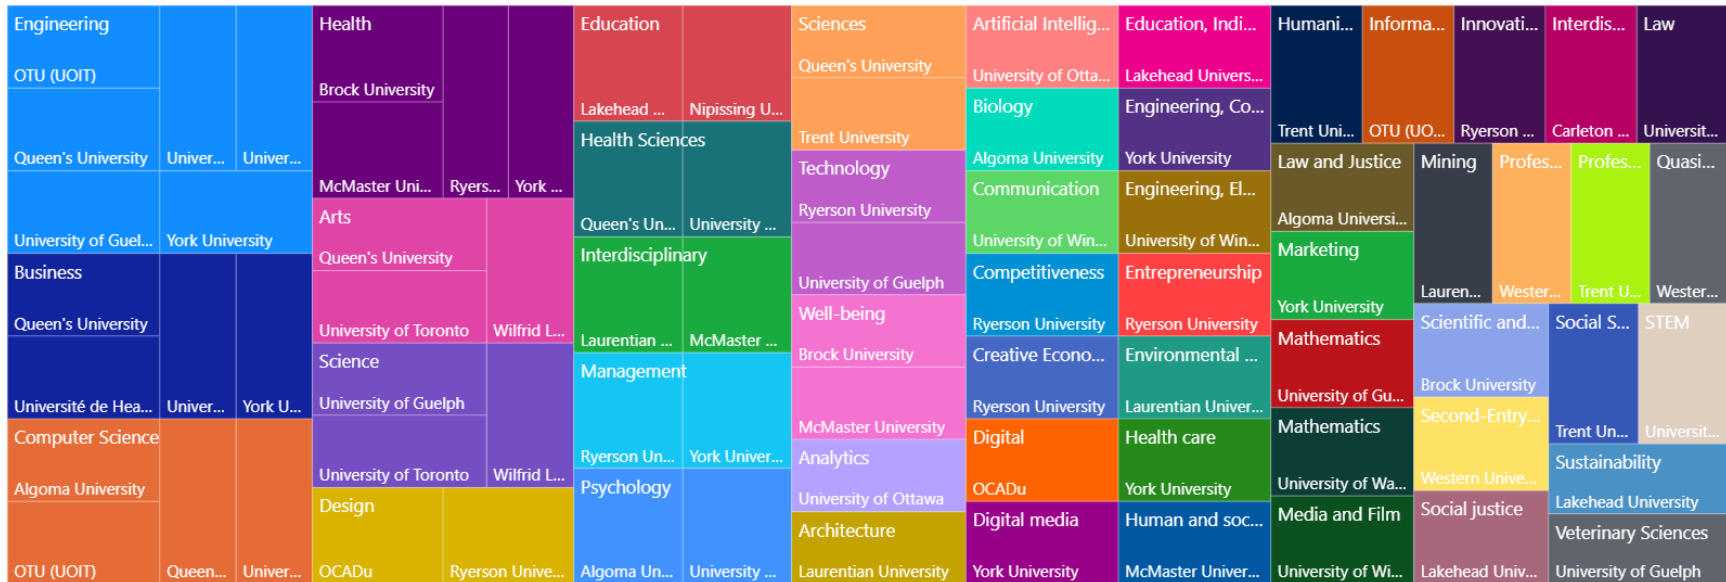 Engineering
OTU (UOIT)
Queen's University
Univer...
Univer...
University of Guel...
York University
Business
Queen's University
Université de Hea...
Univer...
York U...
Computer Science
Algoma University
OTU (UOIT)
Queen...
Univer...
Health
Brock University
McMaster Uni...
Ryers...
York ...
Arts
Queen's University
University of Toronto
Wilfrid L...
Science
University of Guelph
University of Toronto
Wilfrid L...
Design
OCADu
Ryerson Unive...
Education
Lakehead ...
Nipissing U...
Health Sciences
Queen's Un...
University ...
Interdisciplinary
Laurentian ...
McMaster ...
Management
Ryerson Un...
York Univer...
Psychology
Algoma Un...
University ...
Sciences
Queen's University
Trent University
Technology
Ryerson University
University of Guelph
Well-being
Brock University
McMaster University
Analytics
University of Ottawa
Architecture
Laurentian University
Artificial Intellig...
University of Otta...
Biology
Algoma University
Communication
University of Win...
Competitiveness
Ryerson University
Creative Econo...
Ryerson University
Digital
OCADu
Digital media
York University
Education, Indi...
Lakehead Univers...
Engineering, Co...
York University
Engineering, El...
University of Win...
Entrepreneurship
Ryerson University
Environmental ...
Laurentian Univer...
Health care
York University
Human and soc...
McMaster Univer...
Humani...
Trent Uni...
Informa...
OTU (UO...
Innovati...
Ryerson ...
Interdis...
Carleton ...
Law
Universit...
Law and Justice
Algoma Universi...
Marketing
York University
Mathematics
University of Gu...
Mathematics
University of Wa...
Media and Film
University of Wi...
Mining
Lauren...
Profes...
Wester...
Profes...
Trent U...
Quasi...
Wester...
Scientific and...
Brock University
Second-Entry...
Western Unive...
Social justice
Lakehead Univ...
Social S...
Trent Un...
STEM
Universit...
Sustainability
Lakehead University
Veterinary Sciences
University of Guelph